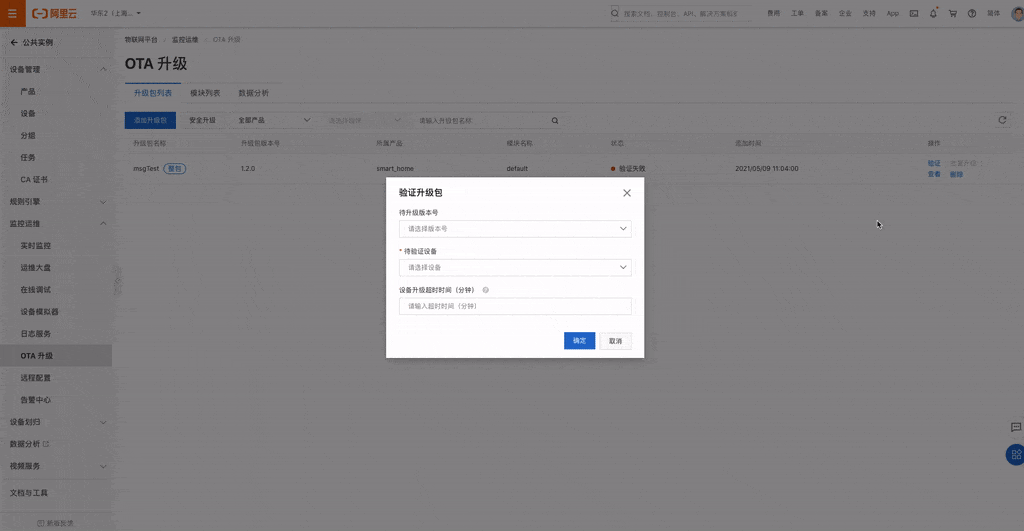 阿里云
华东2（上海...
搜索文档、控制台、API、解决方案和资
费用 工单 备案 企业 支持 App 简体
公共实例
物联网平台 / 监控运维 / OTA 升级
设备管理
产品
设备
分组
任务
CA 证书
规则引擎
监控运维
实时监控
运维大盘
在线调试
设备模拟器
日志服务
OTA 升级
远程配置
告警中心
设备划归
数据分析
视频服务
文档与工具
OTA 升级
升级包列表 模块列表 数据分析
添加升级包 安全升级 全部产品 请选择模块 请输入升级包名称
升级包名称 升级包版本号 所属产品 模块名称 状态 添加时间 操作
msgTest 整包 1.2.0 smart_home default 验证失败 2021/05/09 11:04:00 验证 批量升级
查看 删除
验证升级包
待升级版本号
请选择版本号
* 待验证设备
请选择设备
设备升级超时时间（分钟）
请输入超时时间（分钟）
确定 取消